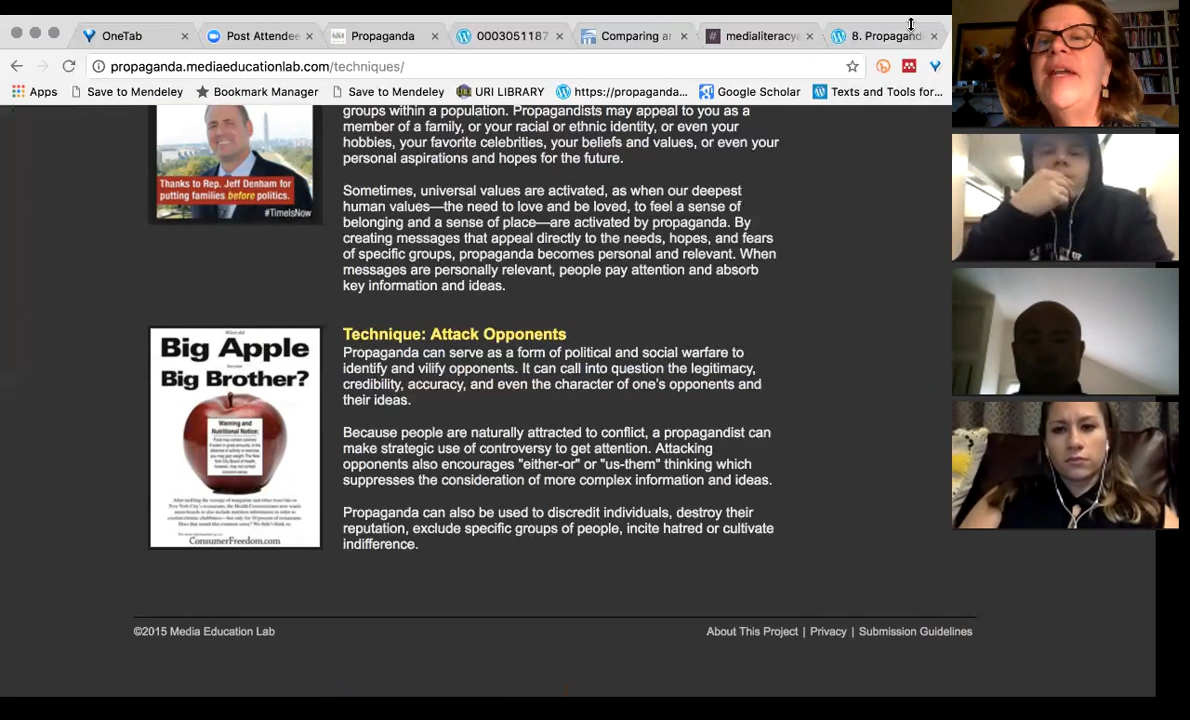 OneTab
Post Attendee
Propaganda
0003051187
Comparing a
medialiteracy
8. Propagand
propaganda.mediaeducationlab.com/techniques/
Apps
Save to Mendeley
Bookmark Manager
Save to Mendeley
URI LIBRARY
https://propaganda...
Google Scholar
Texts and Tools for...
groups within a population. Propagandists may appeal to you as a
member of a family, or your racial or ethnic identity, or even your
hobbies, your favorite celebrities, your beliefs and values, or even your
personal aspirations and hopes for the future.
Thanks to Rep. Jeff Denham for
putting families before politics.
#TimeIsNow
Sometimes, universal values are activated, as when our deepest
human values—the need to love and be loved, to feel a sense of
belonging and a sense of place—are activated by propaganda. By
creating messages that appeal directly to the needs, hopes, and fears
of specific groups, propaganda becomes personal and relevant. When
messages are personally relevant, people pay attention and absorb
key information and ideas.
Big Apple
Big Brother?
Warning and
Nutritional Notice:
ConsumerFreedom.com
Technique: Attack Opponents
Propaganda can serve as a form of political and social warfare to
identify and vilify opponents. It can call into question the legitimacy,
credibility, accuracy, and even the character of one's opponents and
their ideas.
Because people are naturally attracted to conflict, a propagandist can
make strategic use of controversy to get attention. Attacking
opponents also encourages "either-or" or "us-them" thinking which
suppresses the consideration of more complex information and ideas.
Propaganda can also be used to discredit individuals, destroy their
reputation, exclude specific groups of people, incite hatred or cultivate
indifference.
©2015 Media Education Lab
About This Project | Privacy | Submission Guidelines